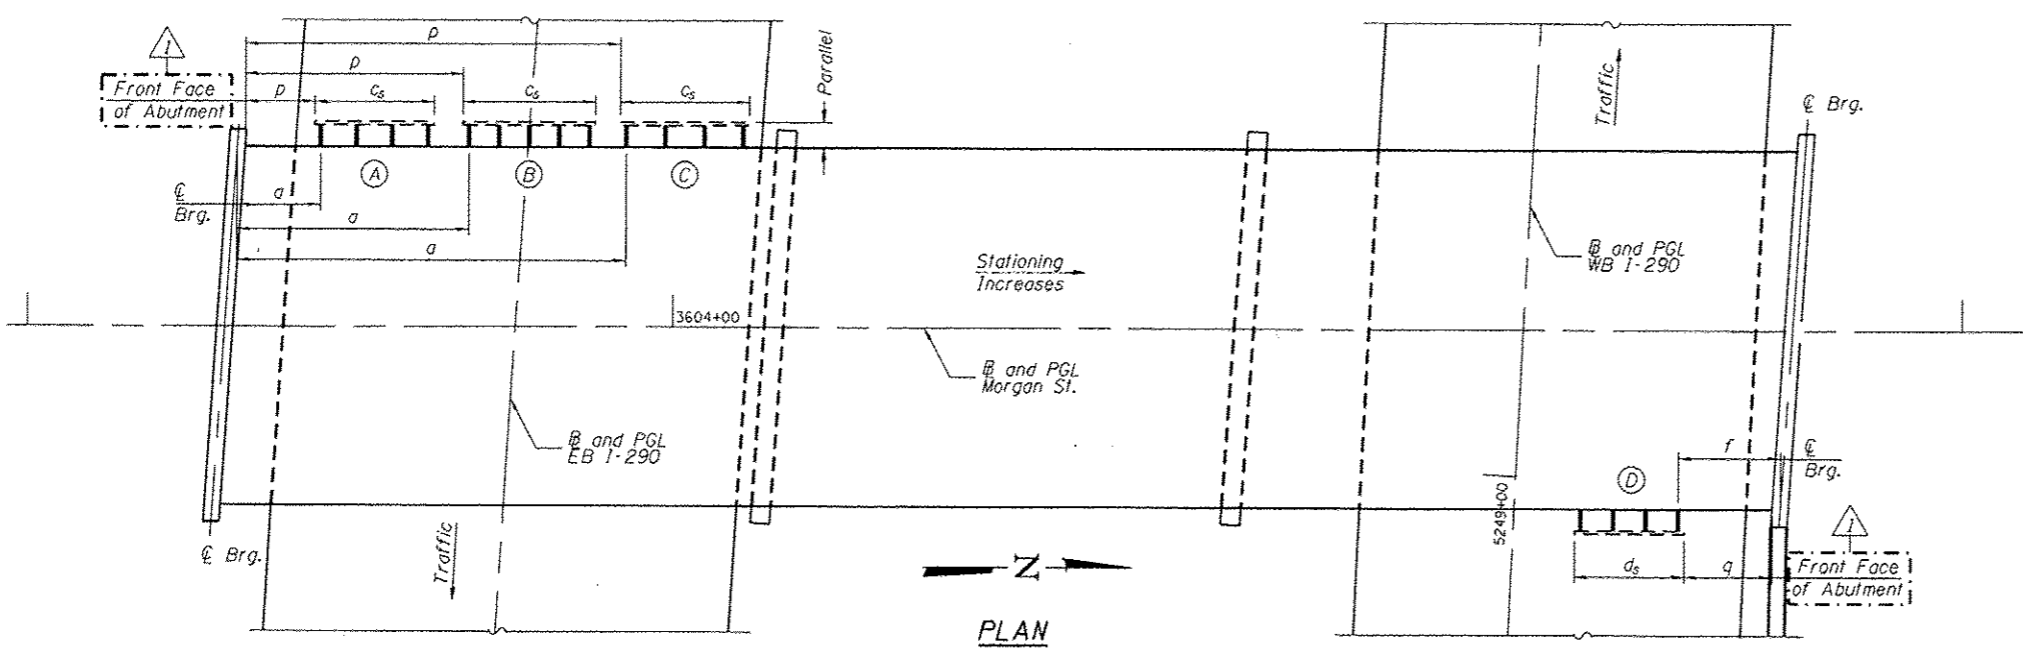 p
p
Parallel
1
Front Face
of Abutment
p
cs
cs
cs
℄ Brg.
Traffic
1
A
B
C
℄
Brg.
a
a
a
℄ and PGL
WB I-290
Stationing
Increases
3604+00
℄ and PGL
Morgan St.
℄ and PGL
EB I-290
f
℄
Brg.
D
5249+00
℄ Brg.
Traffic
N
ds
q
Front Face
of Abutment
PLAN